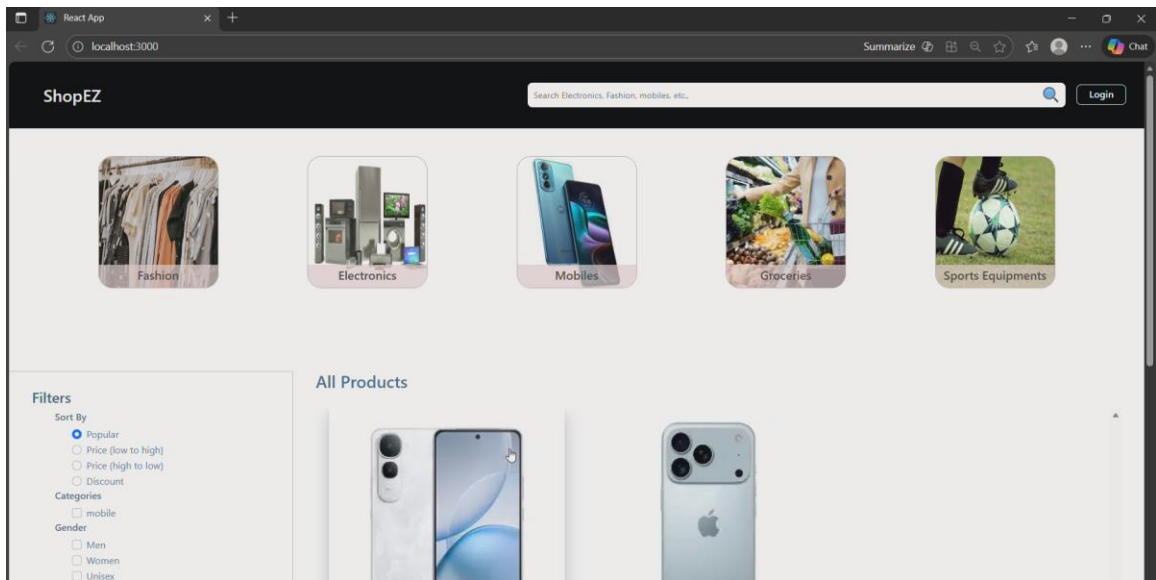 React App
localhost:3000
Summarize
Chat
ShopEZ
Search Electronics, Fashion, mobiles, etc..
Login
Fashion
Electronics
Mobiles
Groceries
Sports Equipments
Filters
Sort By
Popular
Price (low to high)
Price (high to low)
Discount
Categories
mobile
Gender
Men
Women
Unisex
All Products